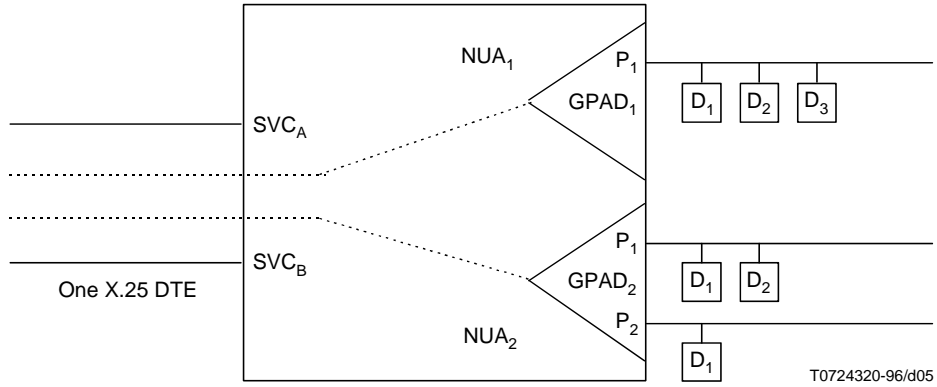 NUA1
P1
GPAD1
D1 D2 D3
SVCA
P1
SVCB
GPAD2
D1 D2
One X.25 DTE
P2
NUA2
D1
T0724320-96/d05